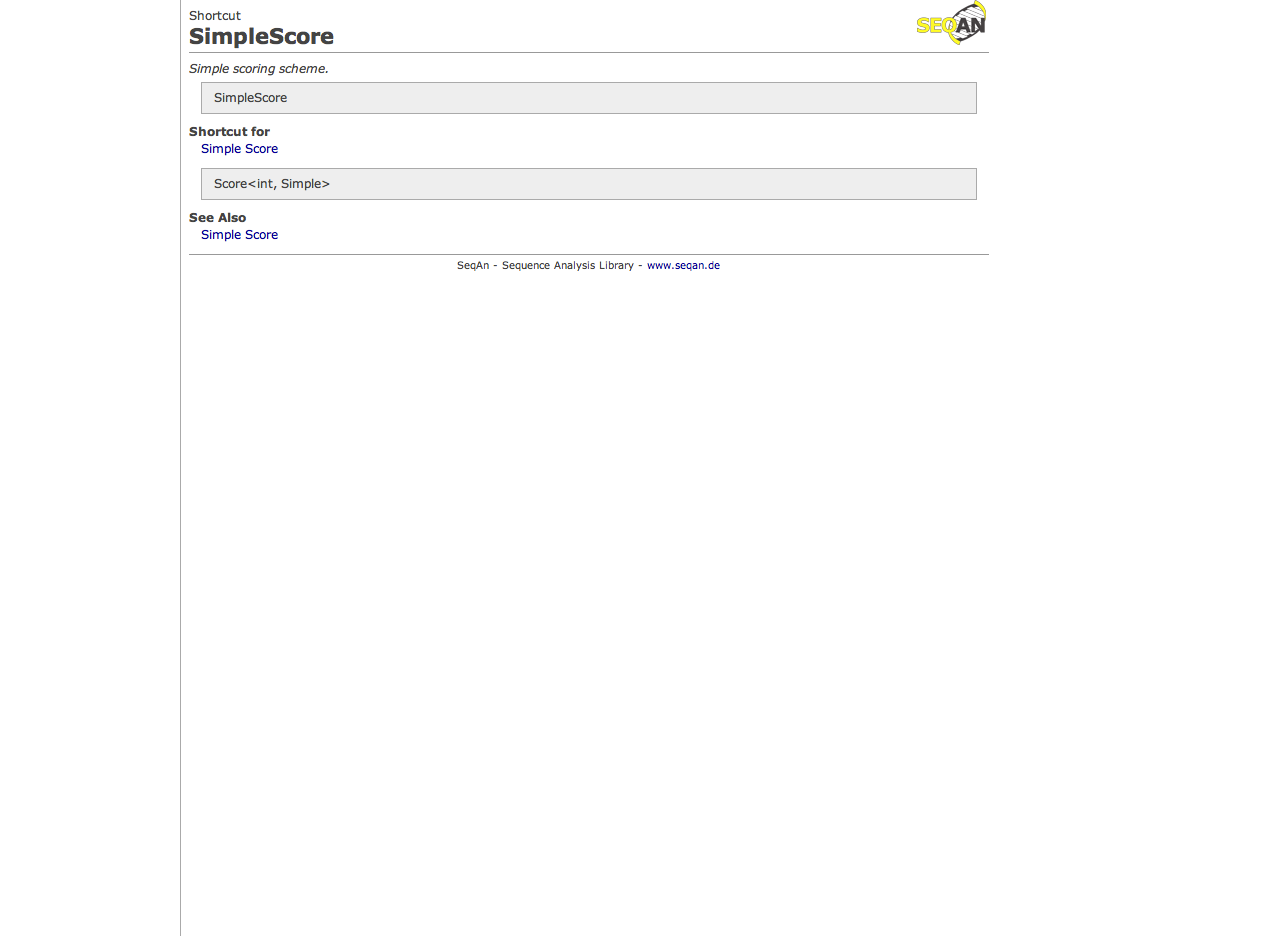 Shortcut
SimpleScore
SEQAN
Simple scoring scheme.
SimpleScore
Shortcut for
Simple Score
Score<int, Simple>
See Also
Simple Score
SeqAn - Sequence Analysis Library - www.seqan.de